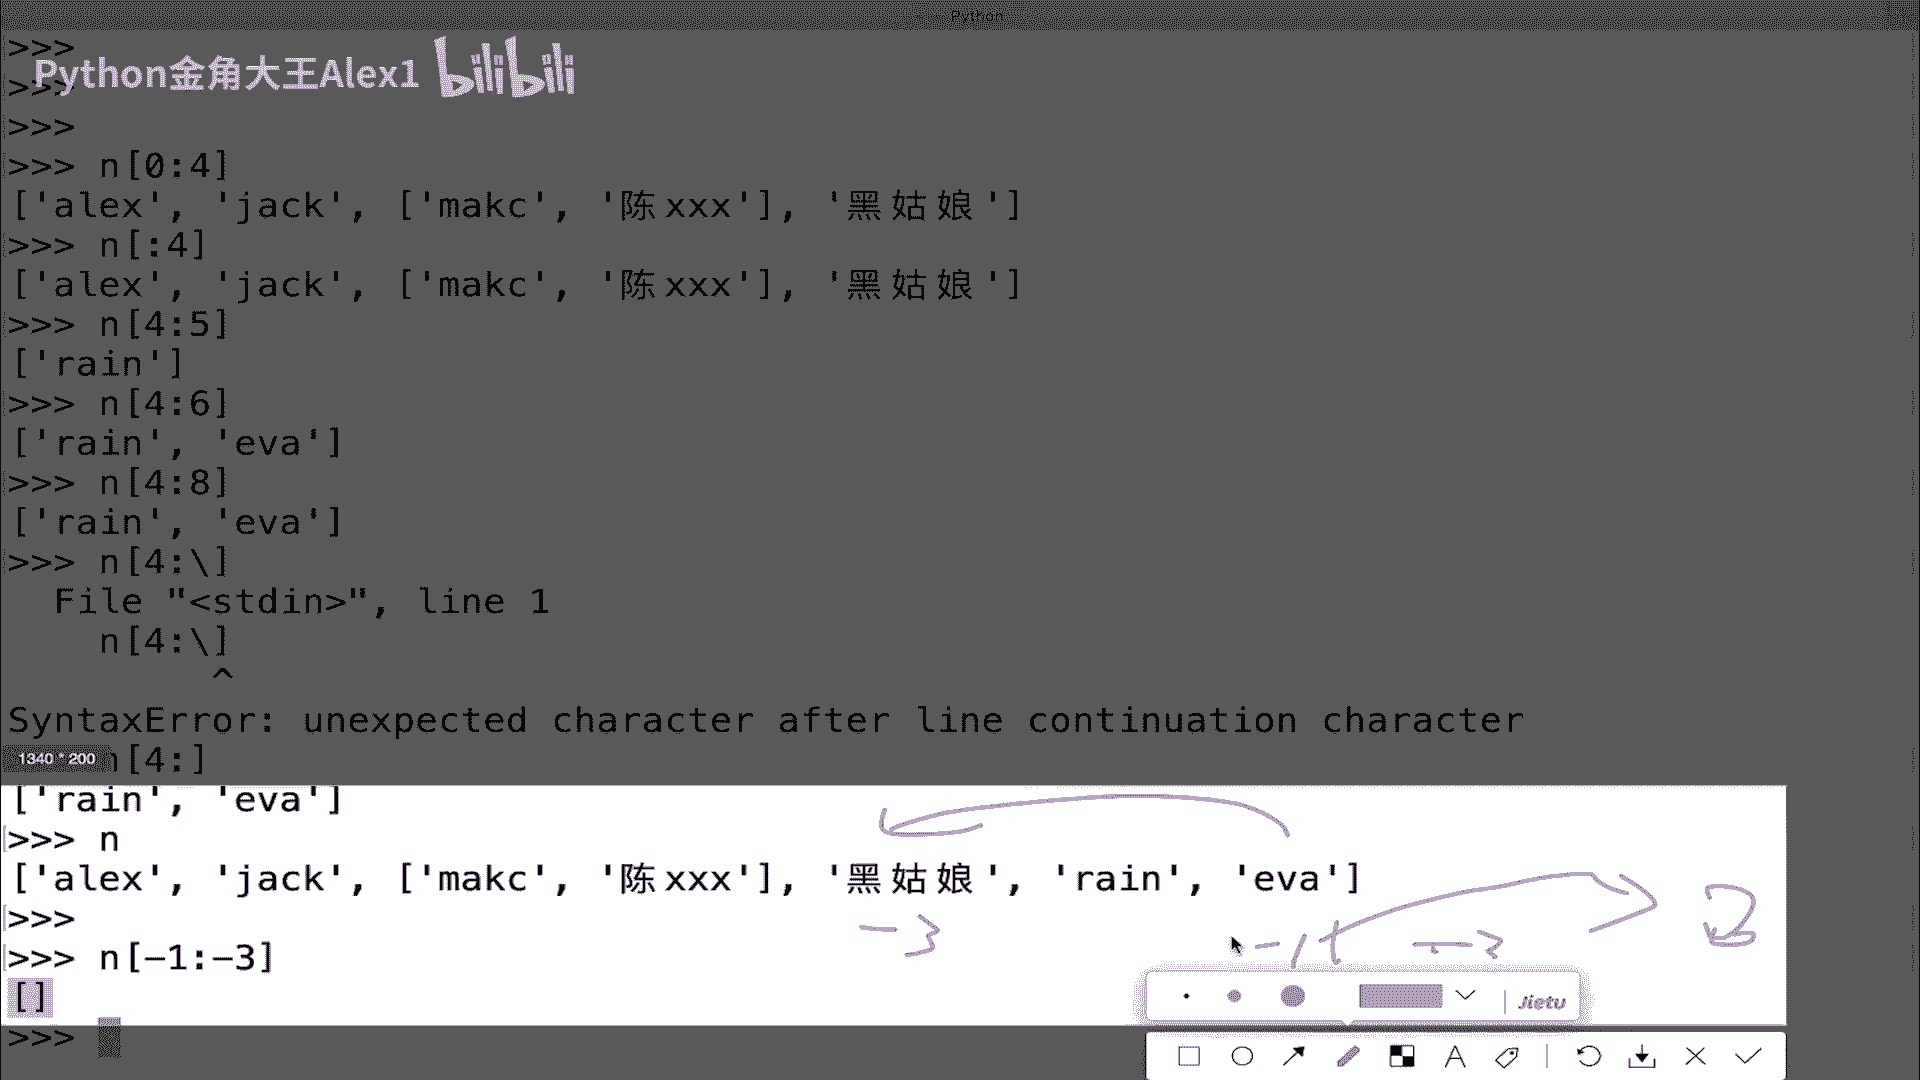 Python
>>>
Python金角大王Alex1 bilibili
>>>
>>>
>>> n[0:4]
['alex', 'jack', ['makc', '陈xxx'], '黑姑娘']
>>> n[:4]
['alex', 'jack', ['makc', '陈xxx'], '黑姑娘']
>>> n[4:5]
['rain']
>>> n[4:6]
['rain', 'eva']
>>> n[4:8]
['rain', 'eva']
>>> n[4:\]
File "<stdin>", line 1
n[4:\]
^
SyntaxError: unexpected character after line continuation character
1340 * 200
n[4:]
['rain', 'eva']
>>> n
['alex', 'jack', ['makc', '陈xxx'], '黑姑娘', 'rain', 'eva']
>>>
-3
-1
>>> n[-1:-3]
[]
Jietu
>>>
A